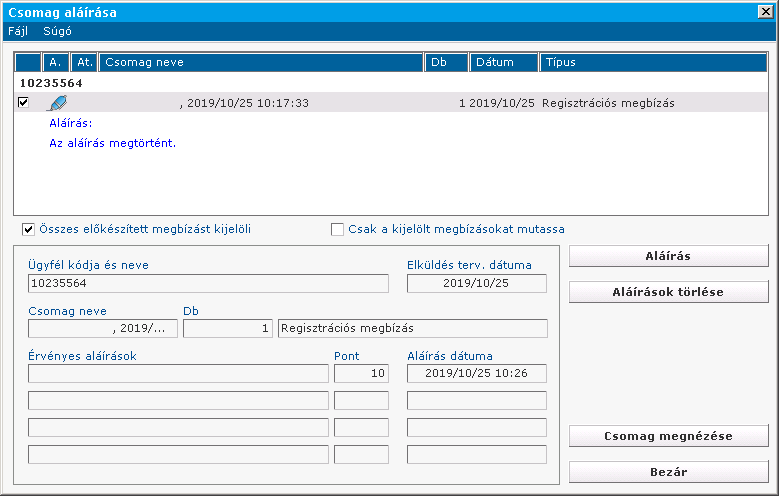 Csomag aláírása
Fájl Súgó
A. At. Csomag neve Db Dátum Típus
10235564
, 2019/10/25 10:17:33 1 2019/10/25 Regisztrációs megbízás
Aláírás:
Az aláírás megtörtént.
Összes előkészített megbízást kijelöli Csak a kijelölt megbízásokat mutassa
Ügyfél kódja és neve Elküldés terv. dátuma
10235564 2019/10/25
Csomag neve Db
, 2019/... 1 Regisztrációs megbízás
Érvényes aláírások Pont Aláírás dátuma
10 2019/10/25 10:26
Aláírás
Aláírások törlése
Csomag megnézése
Bezár